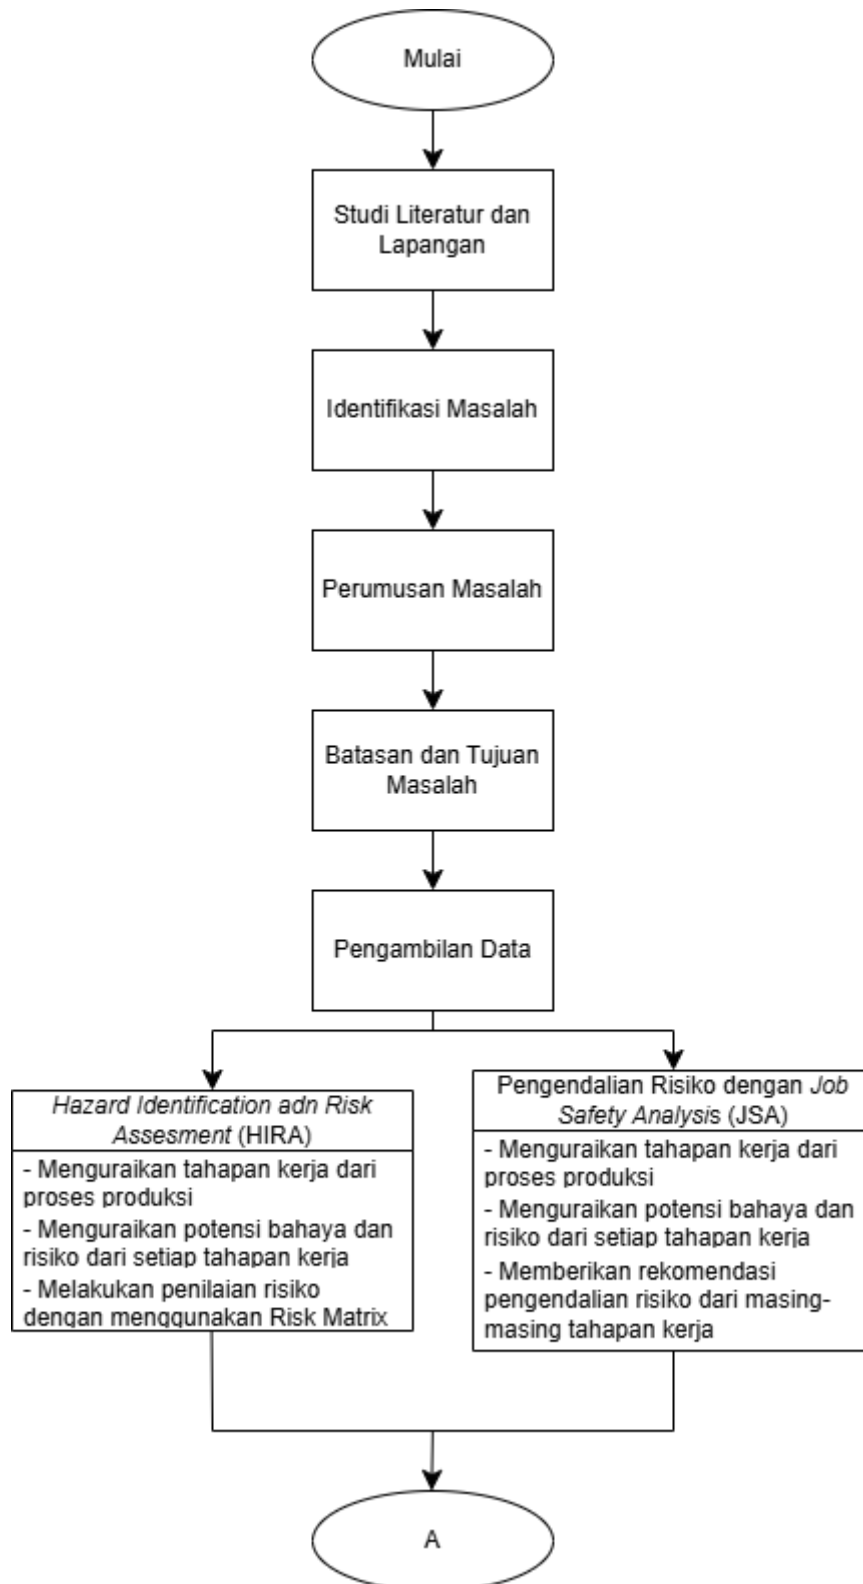 Mulai
Studi Literatur dan
Lapangan
Identifikasi Masalah
Perumusan Masalah
Batasan dan Tujuan
Masalah
Pengambilan Data
Hazard Identification adn Risk
Assesment (HIRA)
- Menguraikan tahapan kerja dari
proses produksi
- Menguraikan potensi bahaya dan
risiko dari setiap tahapan kerja
- Melakukan penilaian risiko
dengan menggunakan Risk Matrix
Pengendalian Risiko dengan Job
Safety Analysis (JSA)
- Menguraikan tahapan kerja dari
proses produksi
- Menguraikan potensi bahaya dan
risiko dari setiap tahapan kerja
- Memberikan rekomendasi
pengendalian risiko dari masing-
masing tahapan kerja
A